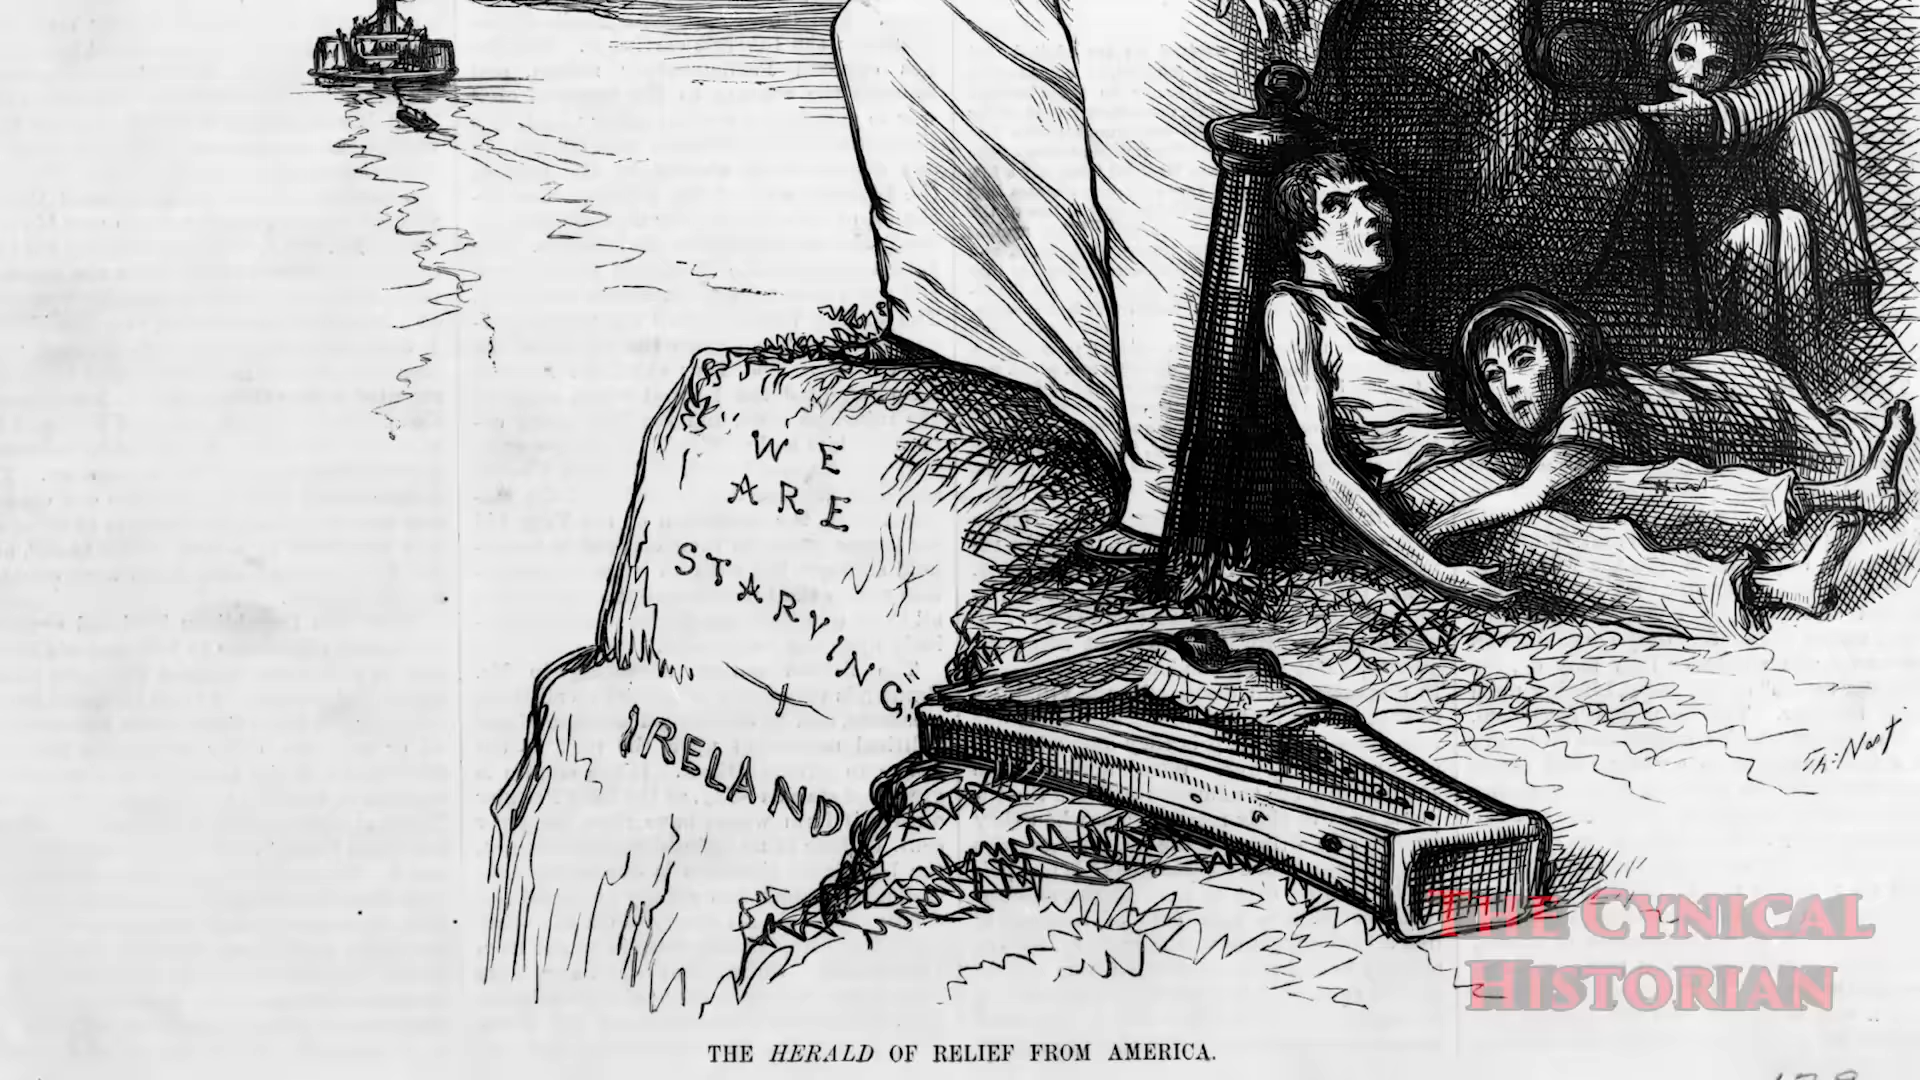 "WE
ARE
STARVING"
IRELAND
Th: Nast
THE CYNICAL
HISTORIAN
THE HERALD OF RELIEF FROM AMERICA.